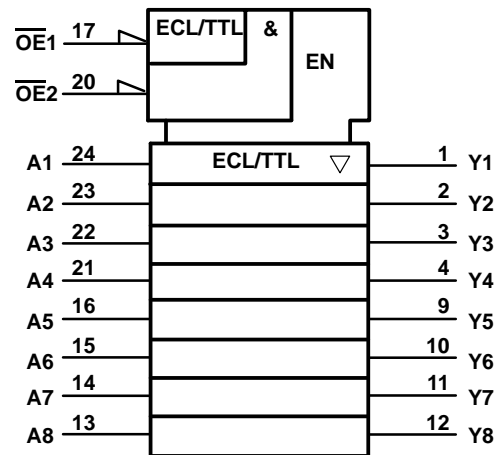 O̅E̅1 17 ECL/TTL & EN
O̅E̅2 20
A1 24 ECL/TTL ▽ 1 Y1
A2 23 2 Y2
A3 22 3 Y3
A4 21 4 Y4
A5 16 9 Y5
A6 15 10 Y6
A7 14 11 Y7
A8 13 12 Y8